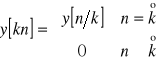 y[kn] = y[n/k] n = k̊
0 n k̊